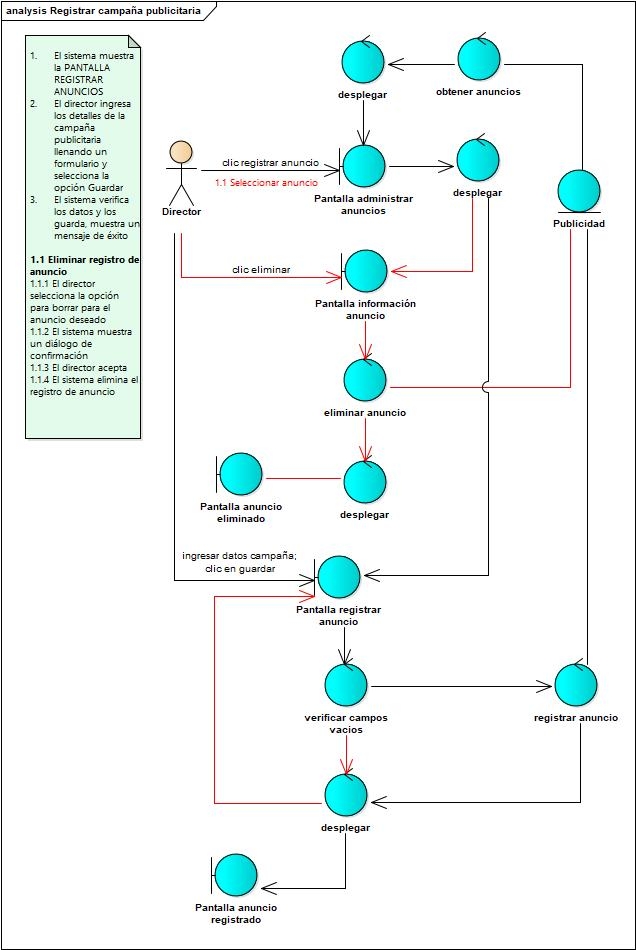 analysis Registrar campaña publicitaria
1. El sistema muestra
la PANTALLA
REGISTRAR
ANUNCIOS
2. El director ingresa
los detalles de la
campaña
publicitaria
llenando un
formulario y
selecciona la
opción Guardar
3. El sistema verifica
los datos y los
guarda, muestra un
mensaje de éxito
1.1 Eliminar registro de
anuncio
1.1.1 El director
selecciona la opción
para borrar para el
anuncio deseado
1.1.2 El sistema muestra
un diálogo de
confirmación
1.1.3 El director acepta
1.1.4 El sistema elimina el
registro de anuncio
desplegar
obtener anuncios
Director
clic registrar anuncio
1.1 Seleccionar anuncio
Pantalla administrar
anuncios
desplegar
Publicidad
clic eliminar
Pantalla información
anuncio
eliminar anuncio
Pantalla anuncio
eliminado
desplegar
ingresar datos campaña;
clic en guardar
Pantalla registrar
anuncio
verificar campos
vacios
registrar anuncio
desplegar
Pantalla anuncio
registrado